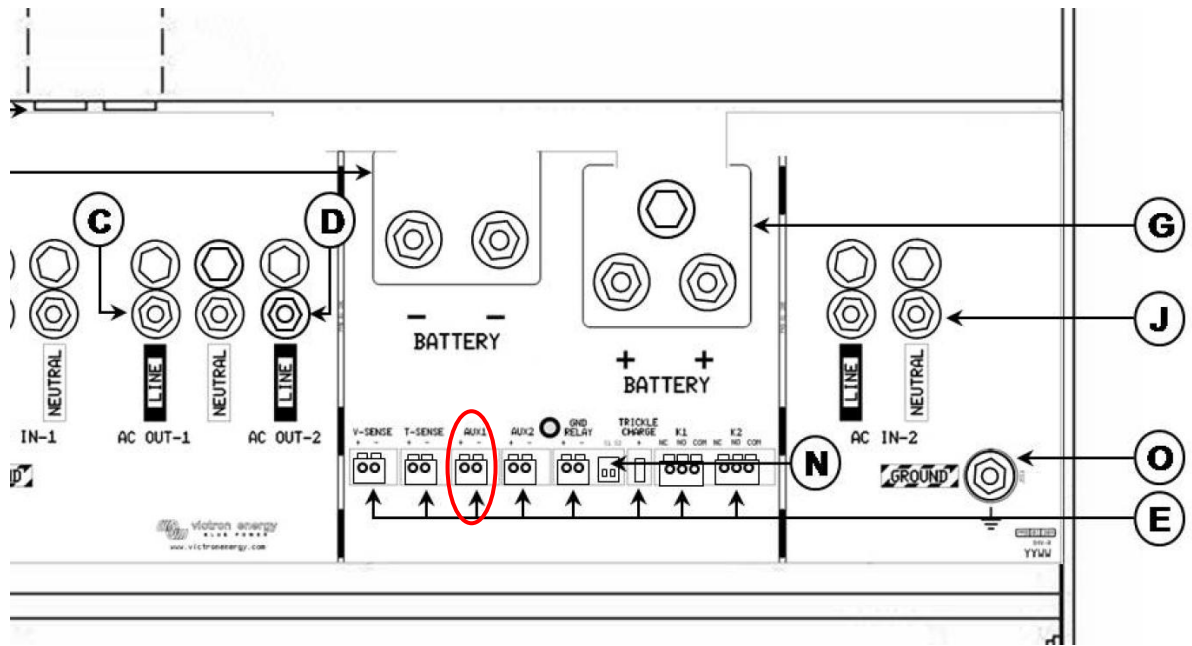 C
D
G
J
NEUTRAL
LINE
NEUTRAL
LINE
- -
BATTERY
+ +
BATTERY
LINE
NEUTRAL
IN-1
AC OUT-1
AC OUT-2
AC IN-2
V-SENSE
T-SENSE
AUX1
AUX2
GND RELAY
TRICKLE CHARGE
K1
K2
+ - + - + - + - + - + NC NO COM NC NO COM
N
GROUND
O
E
victron energy
BLUE POWER
www.victronenergy.com
YYWW